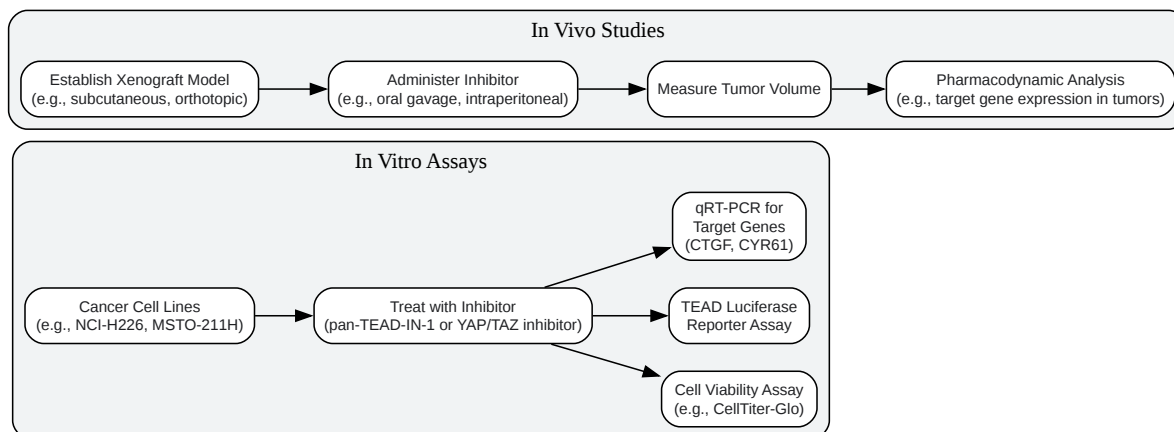 In Vivo Studies
Establish Xenograft Model
(e.g., subcutaneous, orthotopic)
Administer Inhibitor
(e.g., oral gavage, intraperitoneal)
Measure Tumor Volume
Pharmacodynamic Analysis
(e.g., target gene expression in tumors)
In Vitro Assays
Cancer Cell Lines
(e.g., NCI-H226, MSTO-211H)
Treat with Inhibitor
(pan-TEAD-IN-1 or YAP/TAZ inhibitor)
qRT-PCR for
Target Genes
(CTGF, CYR61)
TEAD Luciferase
Reporter Assay
Cell Viability Assay
(e.g., CellTiter-Glo)